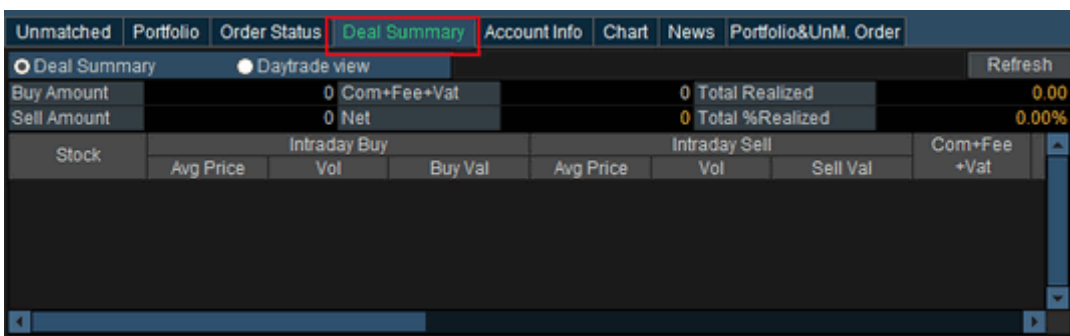 Unmatched Portfolio Order Status Deal Summary Account Info Chart News Portfolio&UnM. Order
Deal Summary Daytrade view Refresh
Buy Amount 0 Com+Fee+Vat 0 Total Realized 0.00
Sell Amount 0 Net 0 Total %Realized 0.00%
Stock Intraday Buy Intraday Sell Com+Fee
Avg Price Vol Buy Val Avg Price Vol Sell Val +Vat